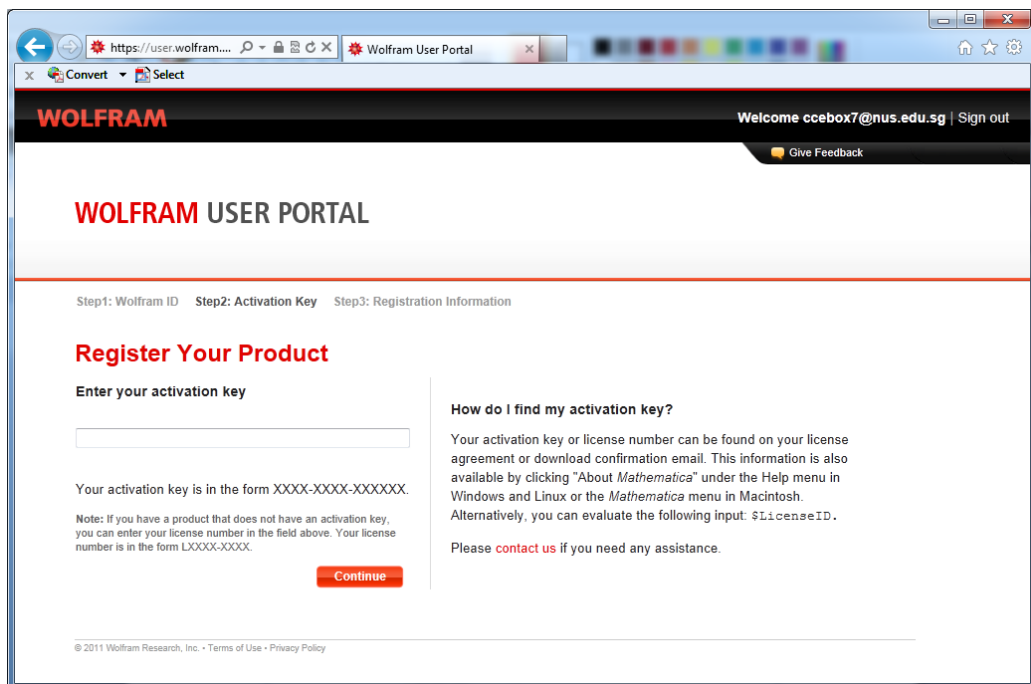 https://user.wolfram....
Wolfram User Portal
x Convert Select
WOLFRAM
Welcome ccebox7@nus.edu.sg | Sign out
Give Feedback
WOLFRAM USER PORTAL
Step1: Wolfram ID Step2: Activation Key Step3: Registration Information
Register Your Product
Enter your activation key
Your activation key is in the form XXXX-XXXX-XXXXXX.
Note: If you have a product that does not have an activation key,
you can enter your license number in the field above. Your license
number is in the form LXXXX-XXXX.
Continue
How do I find my activation key?
Your activation key or license number can be found on your license
agreement or download confirmation email. This information is also
available by clicking "About Mathematica" under the Help menu in
Windows and Linux or the Mathematica menu in Macintosh.
Alternatively, you can evaluate the following input: $LicenseID.
Please contact us if you need any assistance.
© 2011 Wolfram Research, Inc. • Terms of Use • Privacy Policy